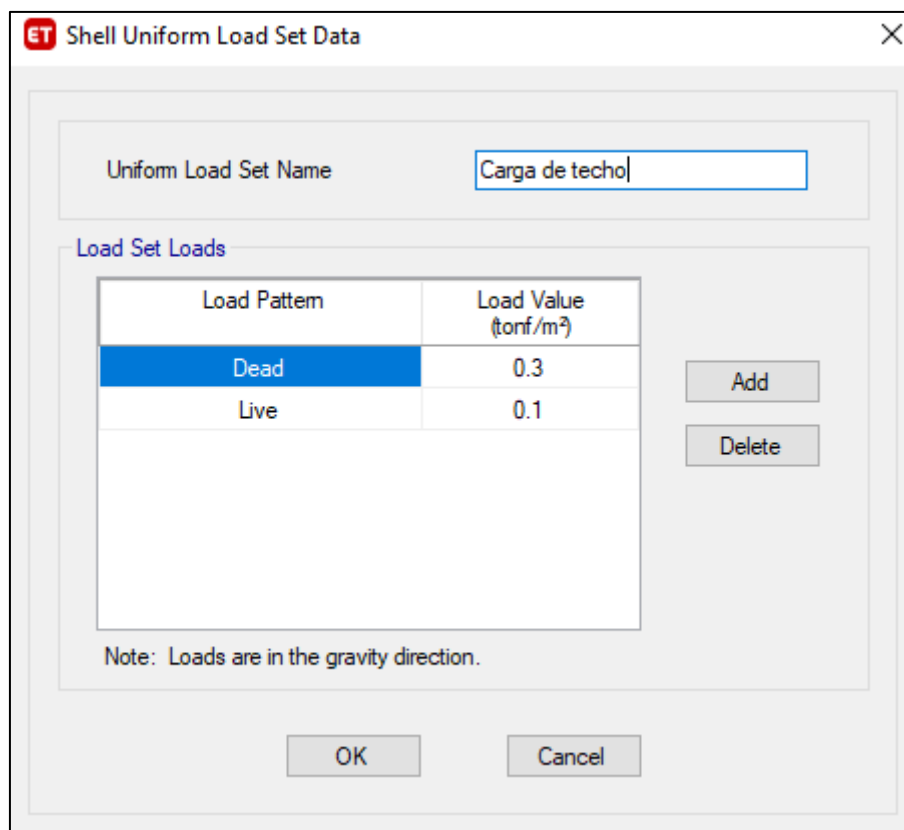 ET Shell Uniform Load Set Data
Uniform Load Set Name Carga de techo
Load Set Loads
Load Pattern Load Value
(tonf/m²)
Dead 0.3
Live 0.1
Add
Delete
Note: Loads are in the gravity direction.
OK Cancel